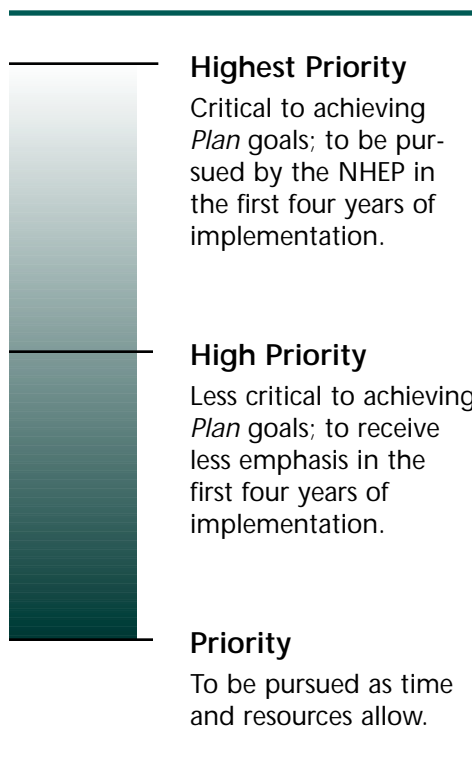 Highest Priority
Critical to achieving
Plan goals; to be pur-
sued by the NHEP in
the first four years of
implementation.
High Priority
Less critical to achieving
Plan goals; to receive
less emphasis in the
first four years of
implementation.
Priority
To be pursued as time
and resources allow.